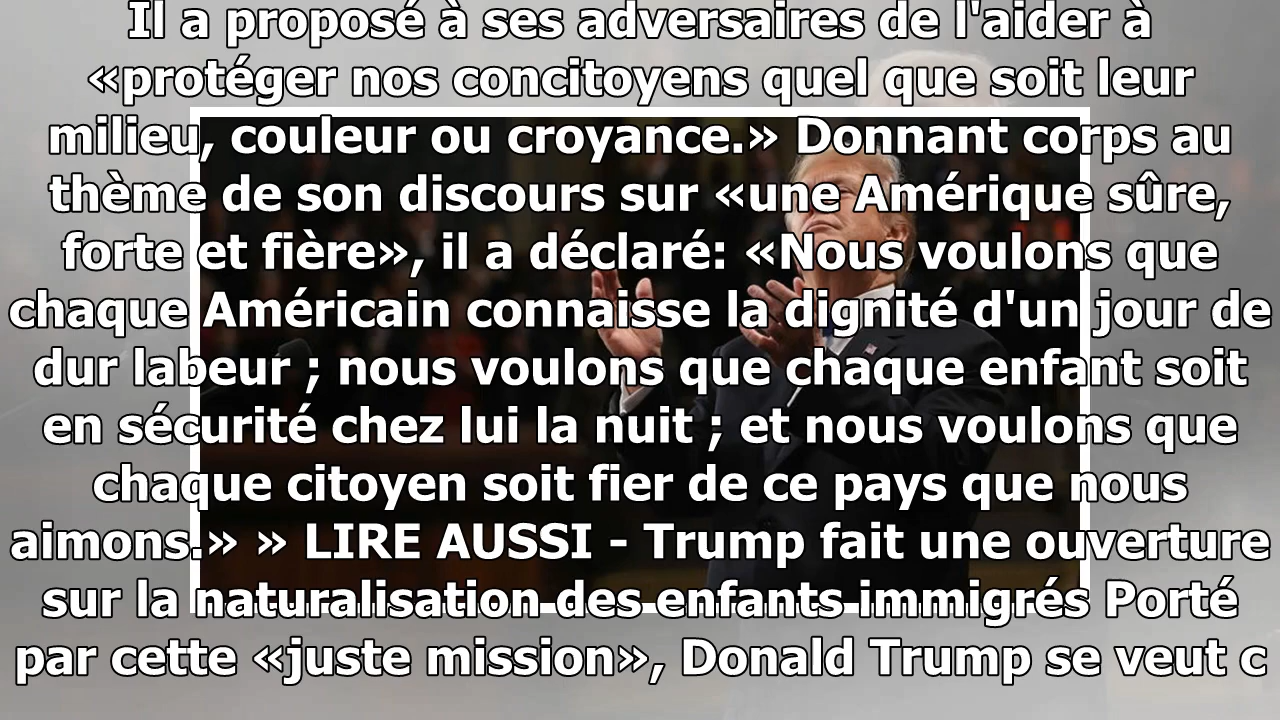 Il a proposé à ses adversaires de l'aider à
«protéger nos concitoyens quel que soit leur
milieu, couleur ou croyance.» Donnant corps au
thème de son discours sur «une Amérique sûre,
forte et fière», il a déclaré: «Nous voulons que
chaque Américain connaisse la dignité d'un jour de
dur labeur ; nous voulons que chaque enfant soit
en sécurité chez lui la nuit ; et nous voulons que
chaque citoyen soit fier de ce pays que nous
aimons.» » LIRE AUSSI - Trump fait une ouverture
sur la naturalisation des enfants immigrés Porté
par cette «juste mission», Donald Trump se veut c